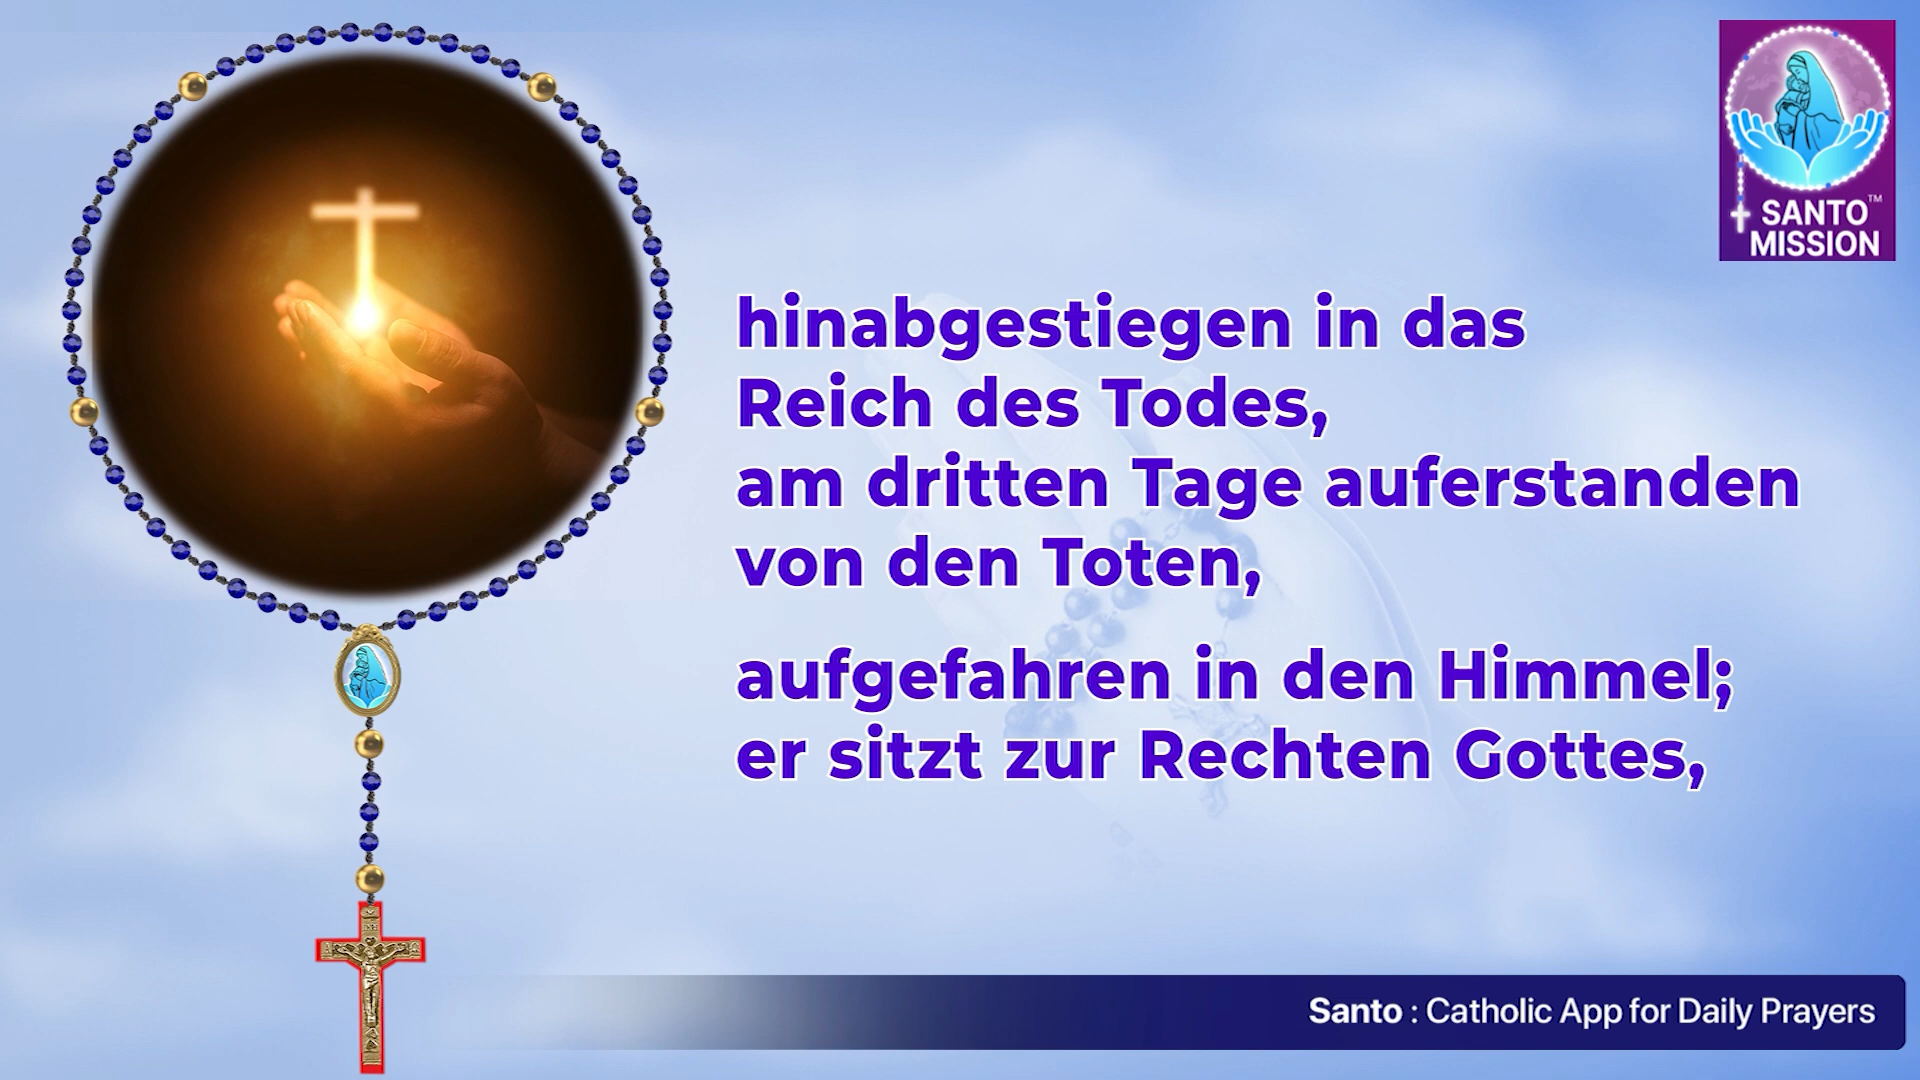 SANTO™
MISSION
hinabgestiegen in das
Reich des Todes,
am dritten Tage auferstanden
von den Toten,
aufgefahren in den Himmel;
er sitzt zur Rechten Gottes,
Santo : Catholic App for Daily Prayers